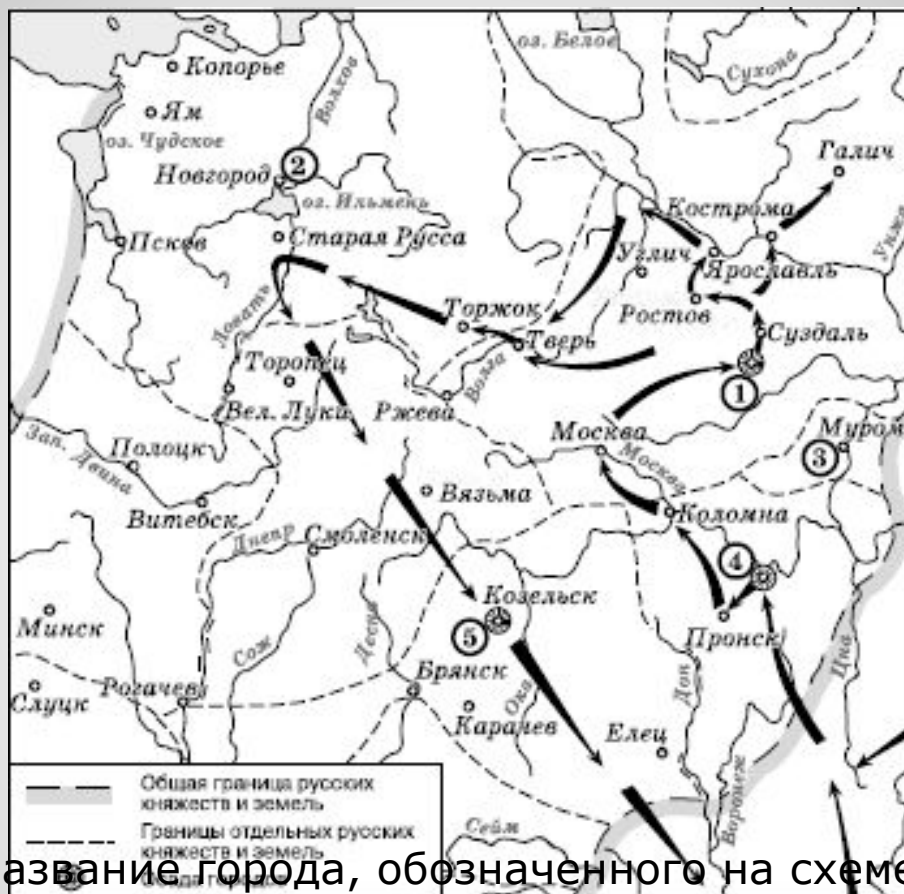 оз. Белое
Сухона
Копорье
Волхов
Ям
оз. Чудское
Галич
Новгород
2
оз. Ильмень
Кострома
Унжа
Псков
Старая Русса
Углич
Ярославль
Ловать
Торжок
Ростов
Тверь
Суздаль
Торопец
Волга
1
Вел. Луки
Ржева
Зап. Двина
Полоцк
Москва
Москва
Муром
3
Витебск
Вязьма
Коломна
Днепр
Смоленск
4
Козельск
5
Минск
Сож
Десна
Пронск
Цна
Слуцк
Рогачев
Брянск
Ока
Дон
Карачев
Елец
Воронеж
Сейм
Общая граница русских
княжеств и земель
Границы отдельных русских
княжеств и земель
азвание города, обозначенного на схеме